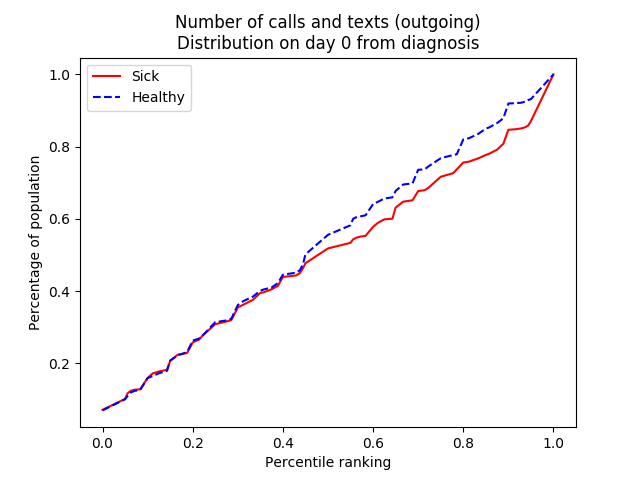 Number of calls and texts (outgoing)
Distribution on day 0 from diagnosis
Sick
Healthy
Percentage of population
1.0
0.8
0.6
0.4
0.2
0.0 0.2 0.4 0.6 0.8 1.0
Percentile ranking